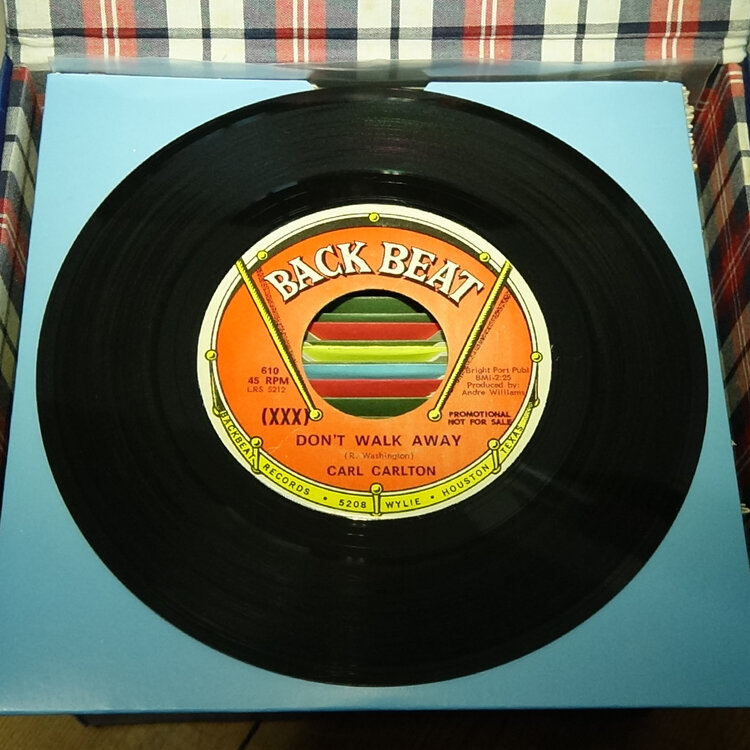 BACK BEAT
610
45 RPM
LRS 5212
(XXX)
Bright Port Publ
BMI-2:25
Produced by:
Andre Williams
PROMOTIONAL
NOT FOR SALE
DON'T WALK AWAY
(R. Washington)
CARL CARLTON
BACKBEAT RECORDS • 5208 WYLIE • HOUSTON TEXAS